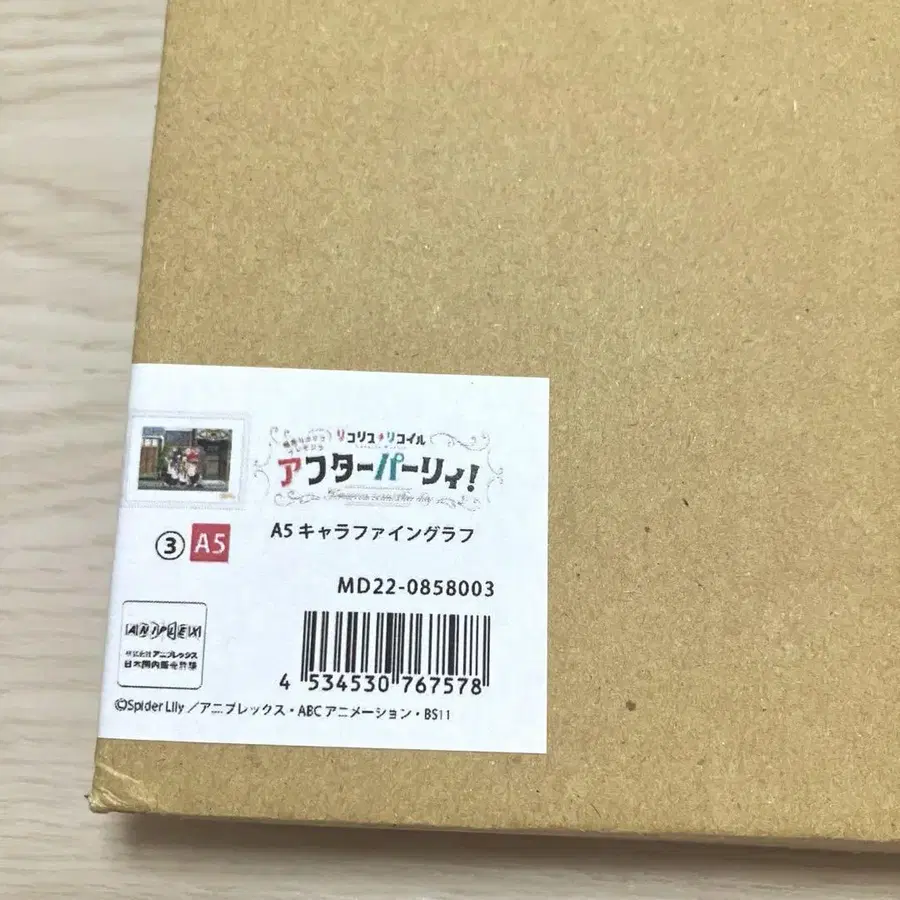 リコリス・リコイル
アフターパーリィ!
A5 キャラファイングラフ
③ A5
MD22-0858003
4 534530 767578
ANIPLEX
株式会社アニプレックス
日本国内販売許諾
©Spider Lily／アニプレックス・ABCアニメーション・BS11